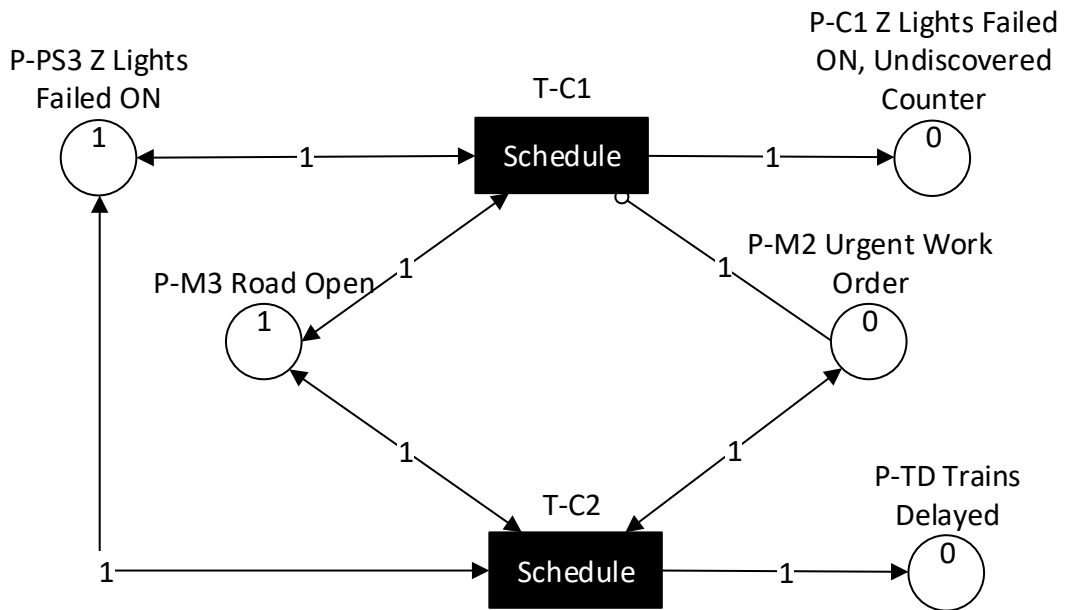 P-C1 Z Lights Failed
ON, Undiscovered
Counter
P-PS3 Z Lights
Failed ON
T-C1
1
0
Schedule
1
1
P-M2 Urgent Work
Order
P-M3 Road Open
1
1
1
0
1
1
P-TD Trains
Delayed
T-C2
0
1
Schedule
1